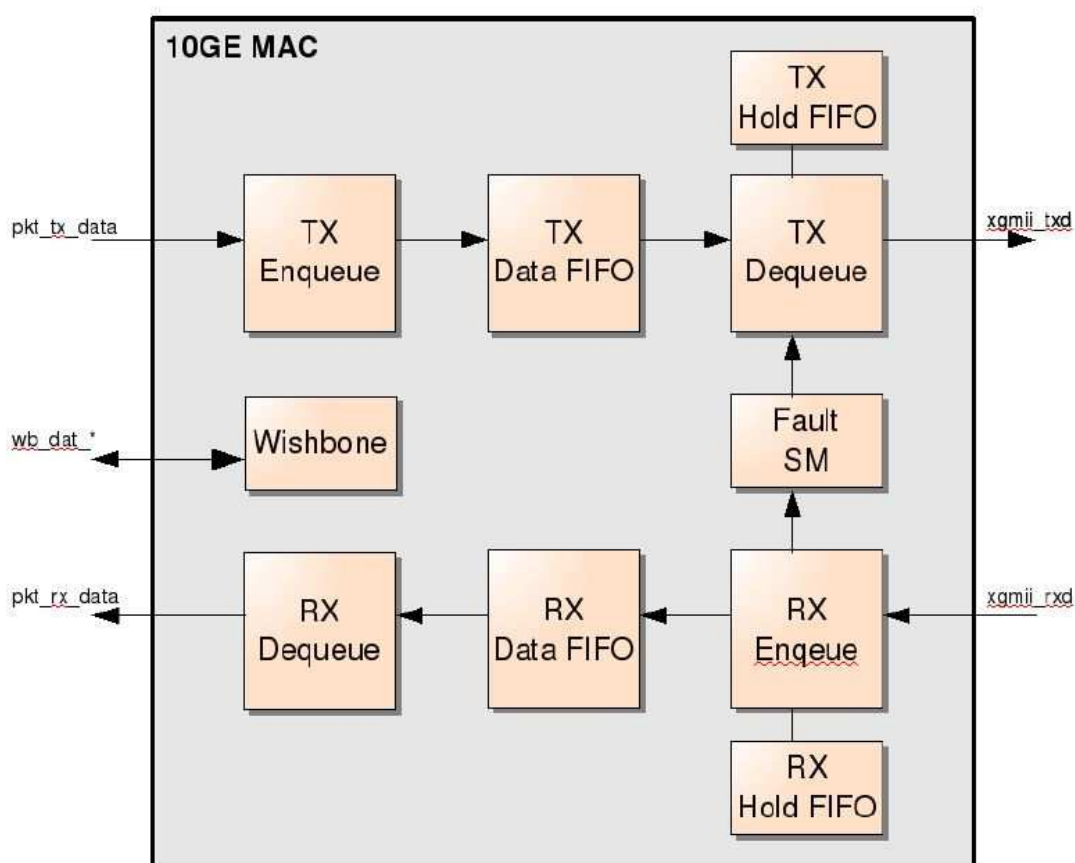 10GE MAC
TX
Hold FIFO
pkt_tx_data
TX
Enqueue
TX
Data FIFO
TX
Dequeue
xgmii_txd
wb_dat_*
Wishbone
Fault
SM
pkt_rx_data
RX
Dequeue
RX
Data FIFO
RX
Enqeue
xgmii_rxd
RX
Hold FIFO